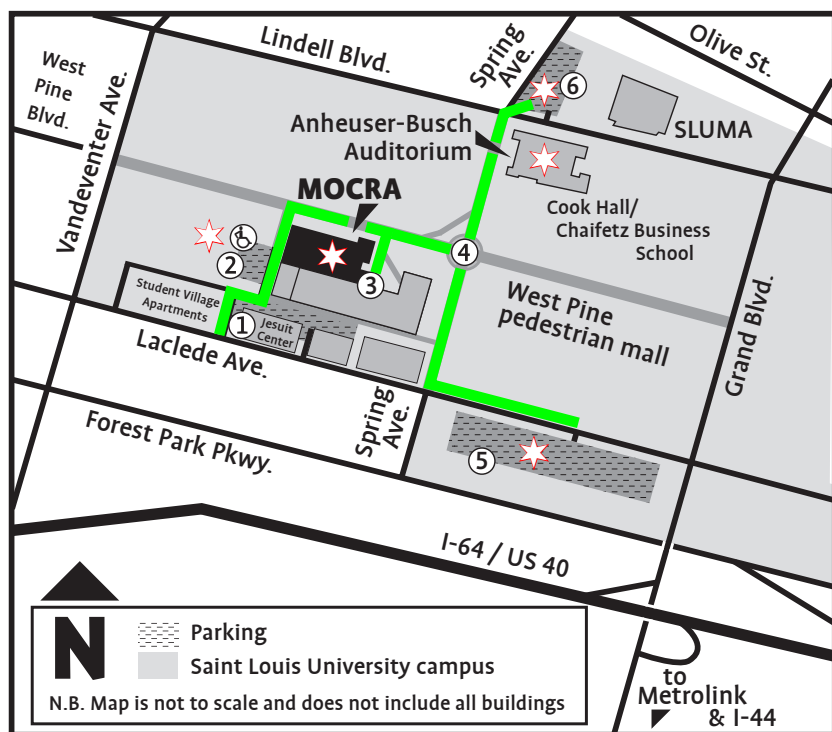 Lindell Blvd.
Olive St.
Spring
Ave.
West
Pine
Blvd.
Vandeventer Ave.
6
SLUMA
Anheuser-Busch
Auditorium
MOCRA
Cook Hall/
Chaifetz Business
School
4
2
3
West Pine
pedestrian mall
Student Village
Apartments
1
Jesuit
Center
Laclede Ave.
Grand Blvd.
Spring
Ave.
Forest Park Pkwy.
5
I-64 / US 40
N
Parking
Saint Louis University campus
N.B. Map is not to scale and does not include all buildings
to
Metrolink
& I-44